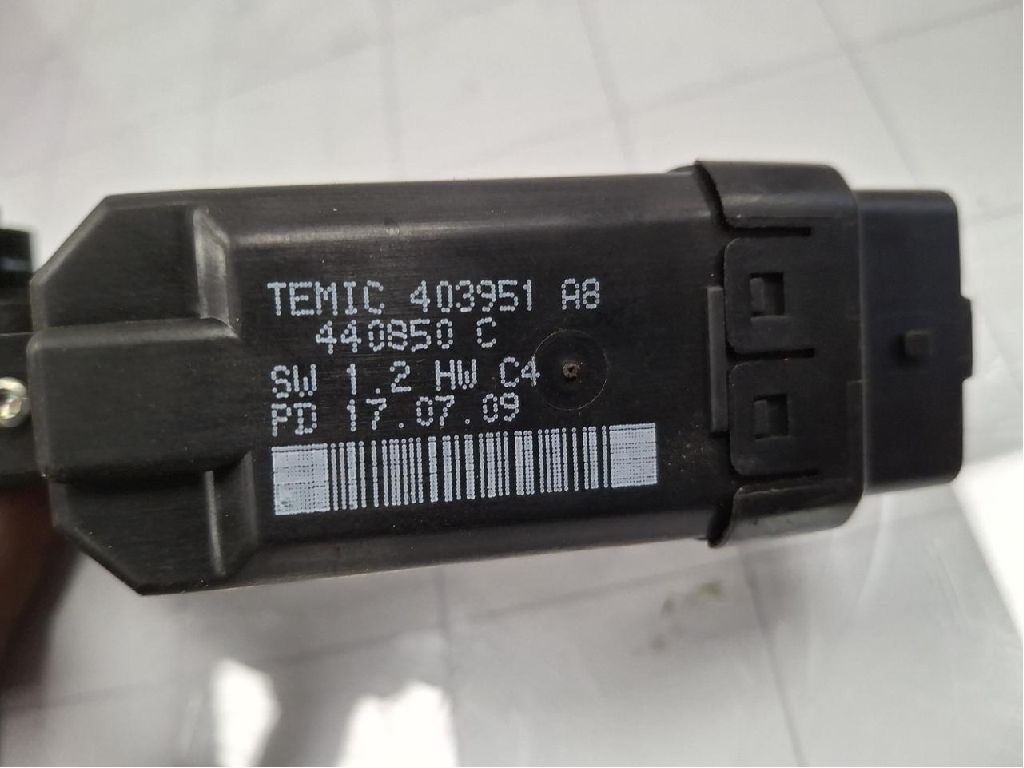 TEMIC 403951 A8
440850 C
SW 1.2 HW C4
PD 17.07.09